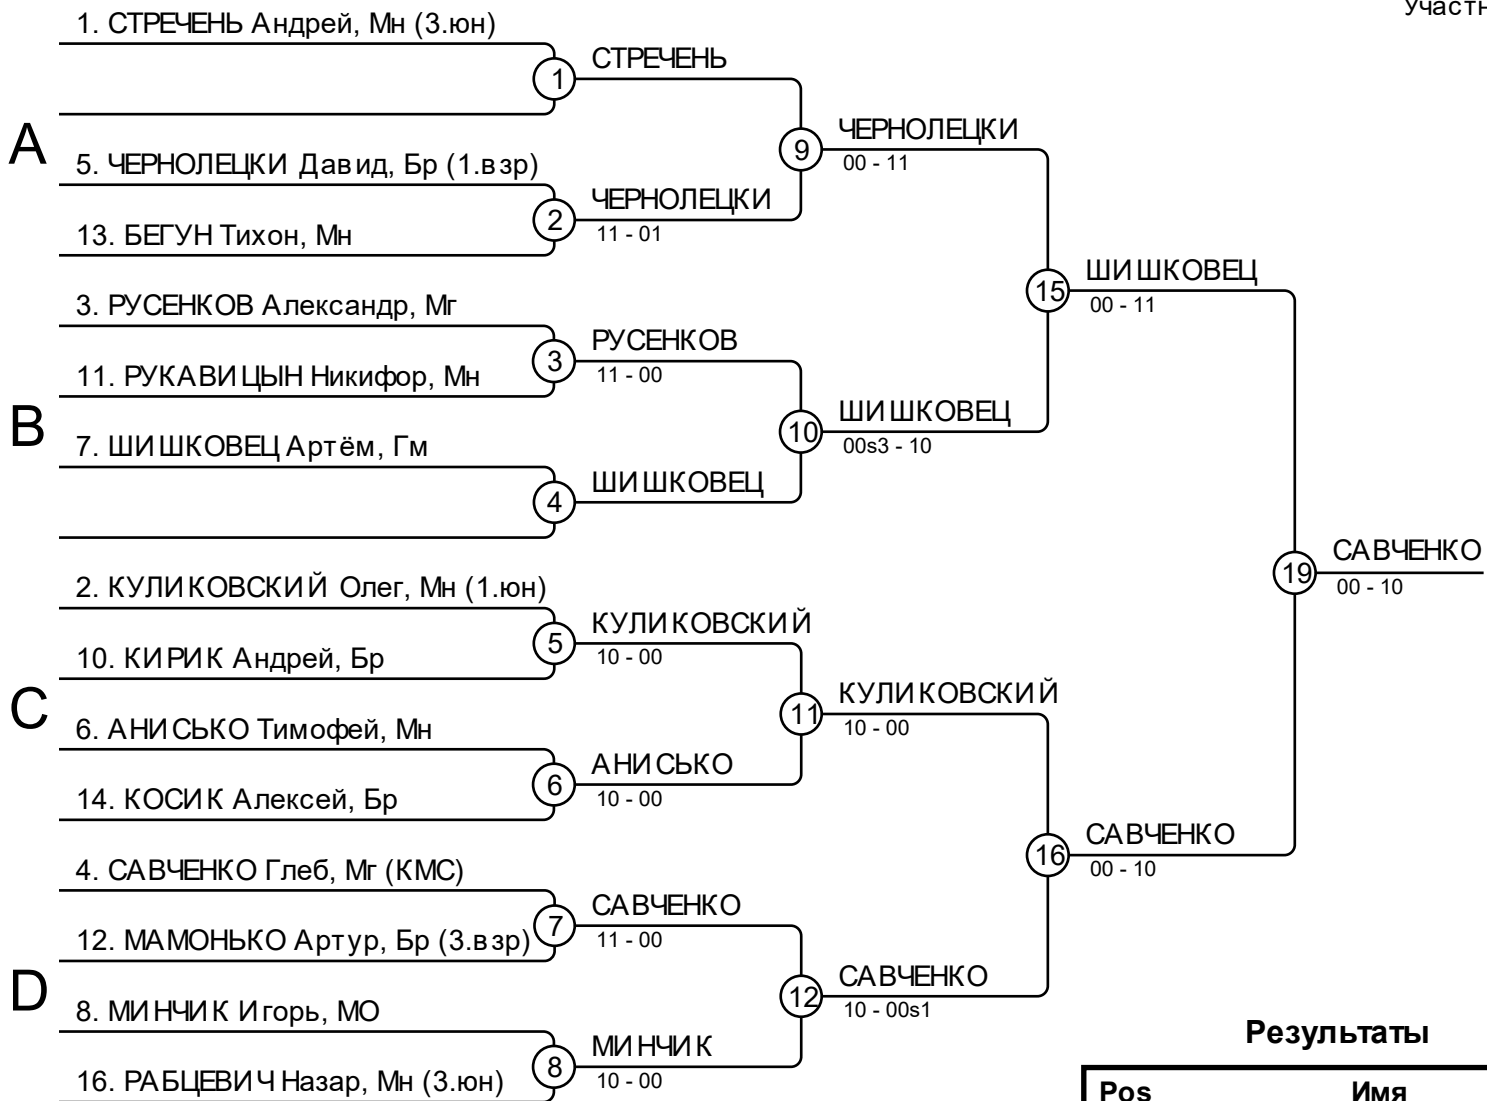 Участн
1. СТРЕЧЕНЬ Андрей, Мн (3.юн)
1
СТРЕЧЕНЬ
A
5. ЧЕРНОЛЕЦКИ Давид, Бр (1.взр)
13. БЕГУН Тихон, Мн
2
ЧЕРНОЛЕЦКИ
11 - 01
9
ЧЕРНОЛЕЦКИ
00 - 11
3. РУСЕНКОВ Александр, Мг
11. РУКАВИЦЫН Никифор, Мн
3
РУСЕНКОВ
11 - 00
B
7. ШИШКОВЕЦ Артём, Гм
4
ШИШКОВЕЦ
10
ШИШКОВЕЦ
00s3 - 10
15
ШИШКОВЕЦ
00 - 11
2. КУЛИКОВСКИЙ Олег, Мн (1.юн)
10. КИРИК Андрей, Бр
5
КУЛИКОВСКИЙ
10 - 00
C
6. АНИСЬКО Тимофей, Мн
14. КОСИК Алексей, Бр
6
АНИСЬКО
10 - 00
11
КУЛИКОВСКИЙ
10 - 00
4. САВЧЕНКО Глеб, Мг (КМС)
12. МАМОНЬКО Артур, Бр (3.взр)
7
САВЧЕНКО
11 - 00
D
8. МИНЧИК Игорь, МО
16. РАБЦЕВИЧ Назар, Мн (3.юн)
8
МИНЧИК
10 - 00
12
САВЧЕНКО
10 - 00s1
16
САВЧЕНКО
00 - 10
19
САВЧЕНКО
00 - 10
Результаты
Pos Имя